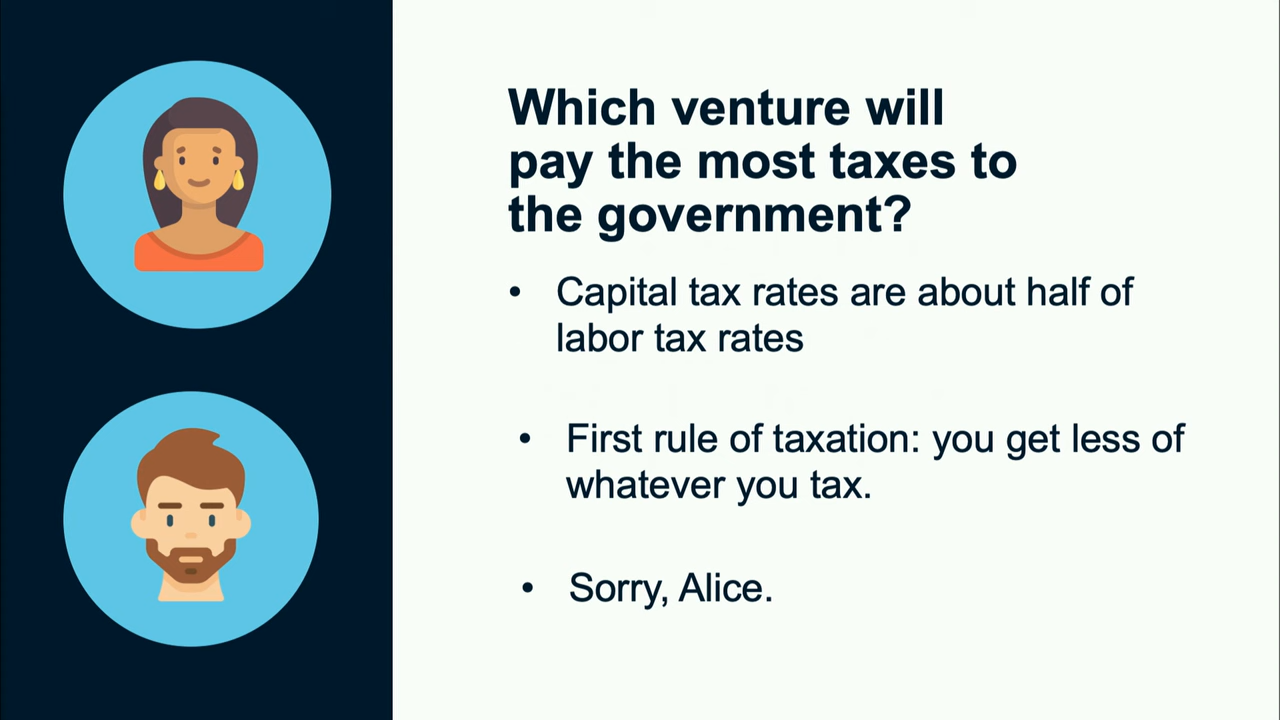 Which venture will
pay the most taxes to
the government?
• Capital tax rates are about half of
labor tax rates
• First rule of taxation: you get less of
whatever you tax.
• Sorry, Alice.